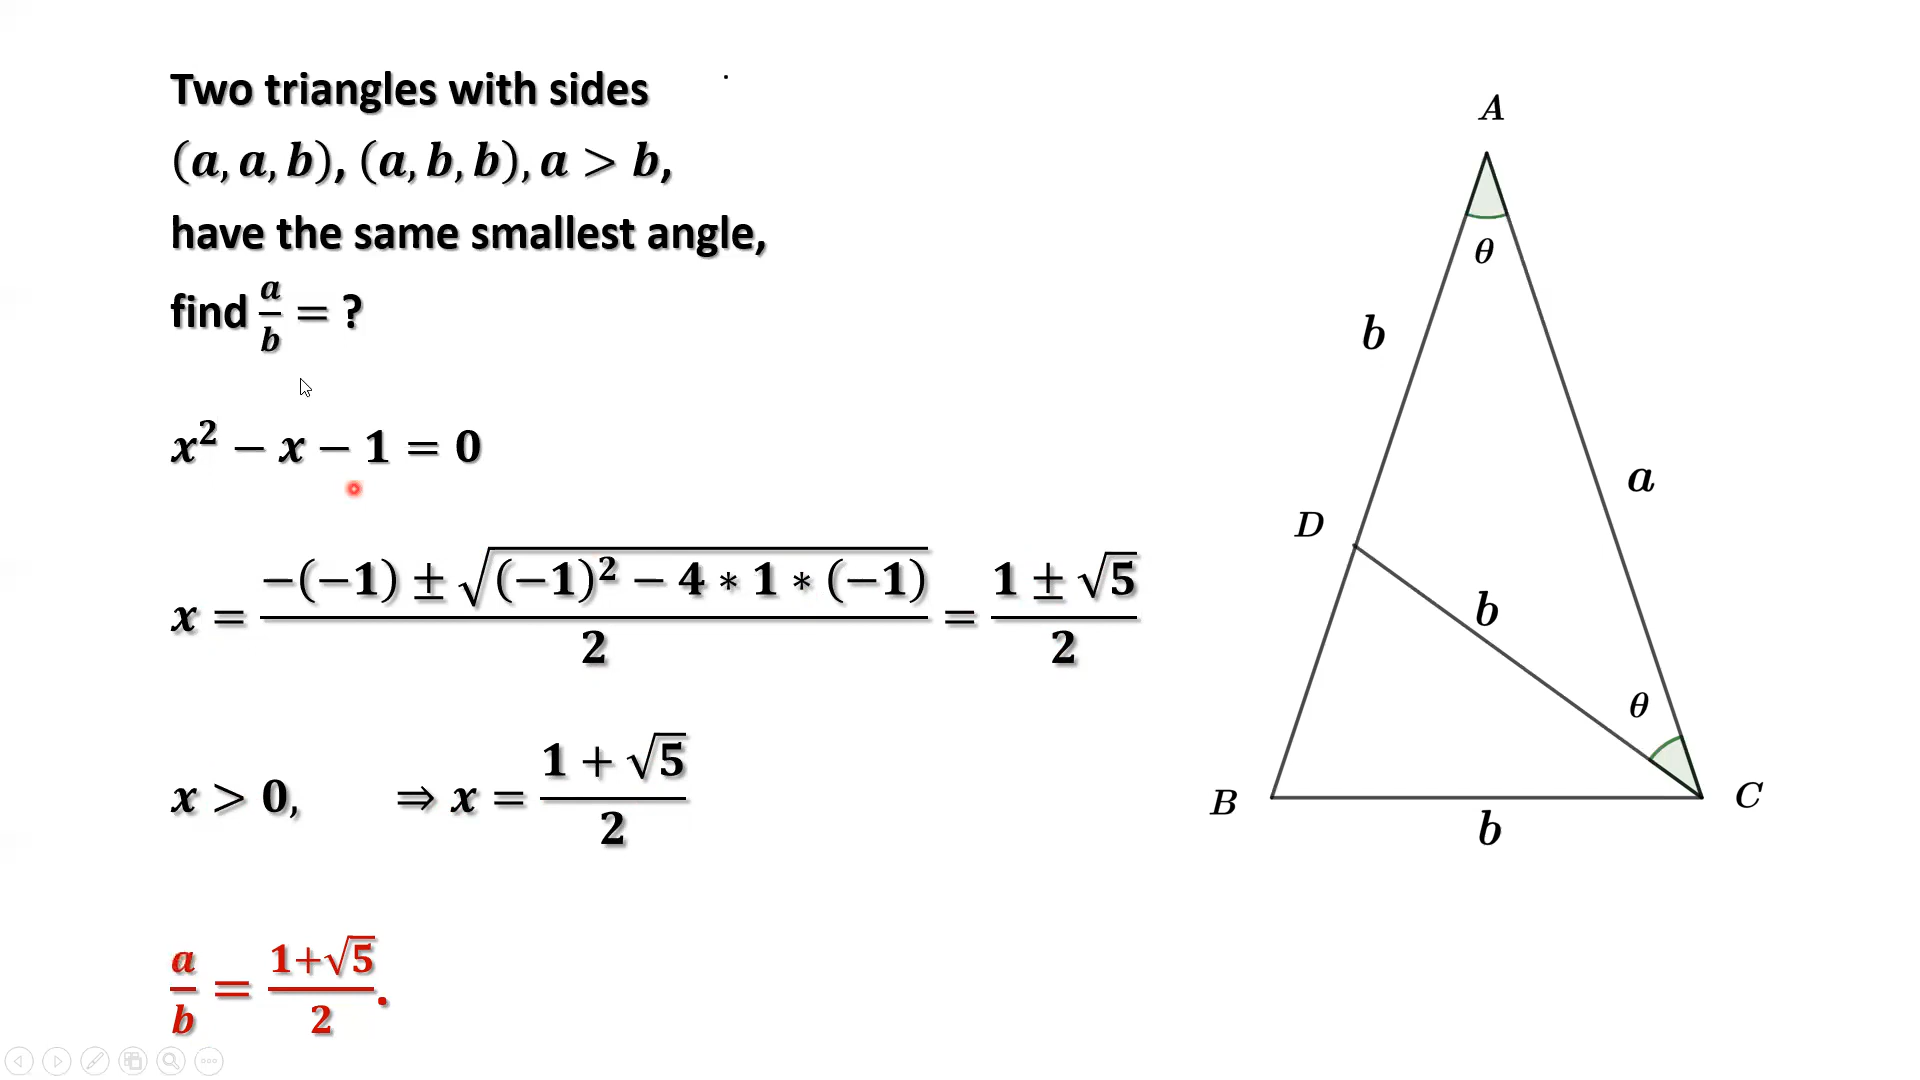 Two triangles with sides
(a, a, b), (a, b, b), a > b,
have the same smallest angle,
find a/b = ?
x² − x − 1 = 0
x = (−(−1) ± √((−1)² − 4 * 1 * (−1)))/2 = (1 ± √5)/2
x > 0, ⇒ x = (1 + √5)/2
a/b = (1+√5)/2.
A
θ
b
a
D
b
θ
B
C
b